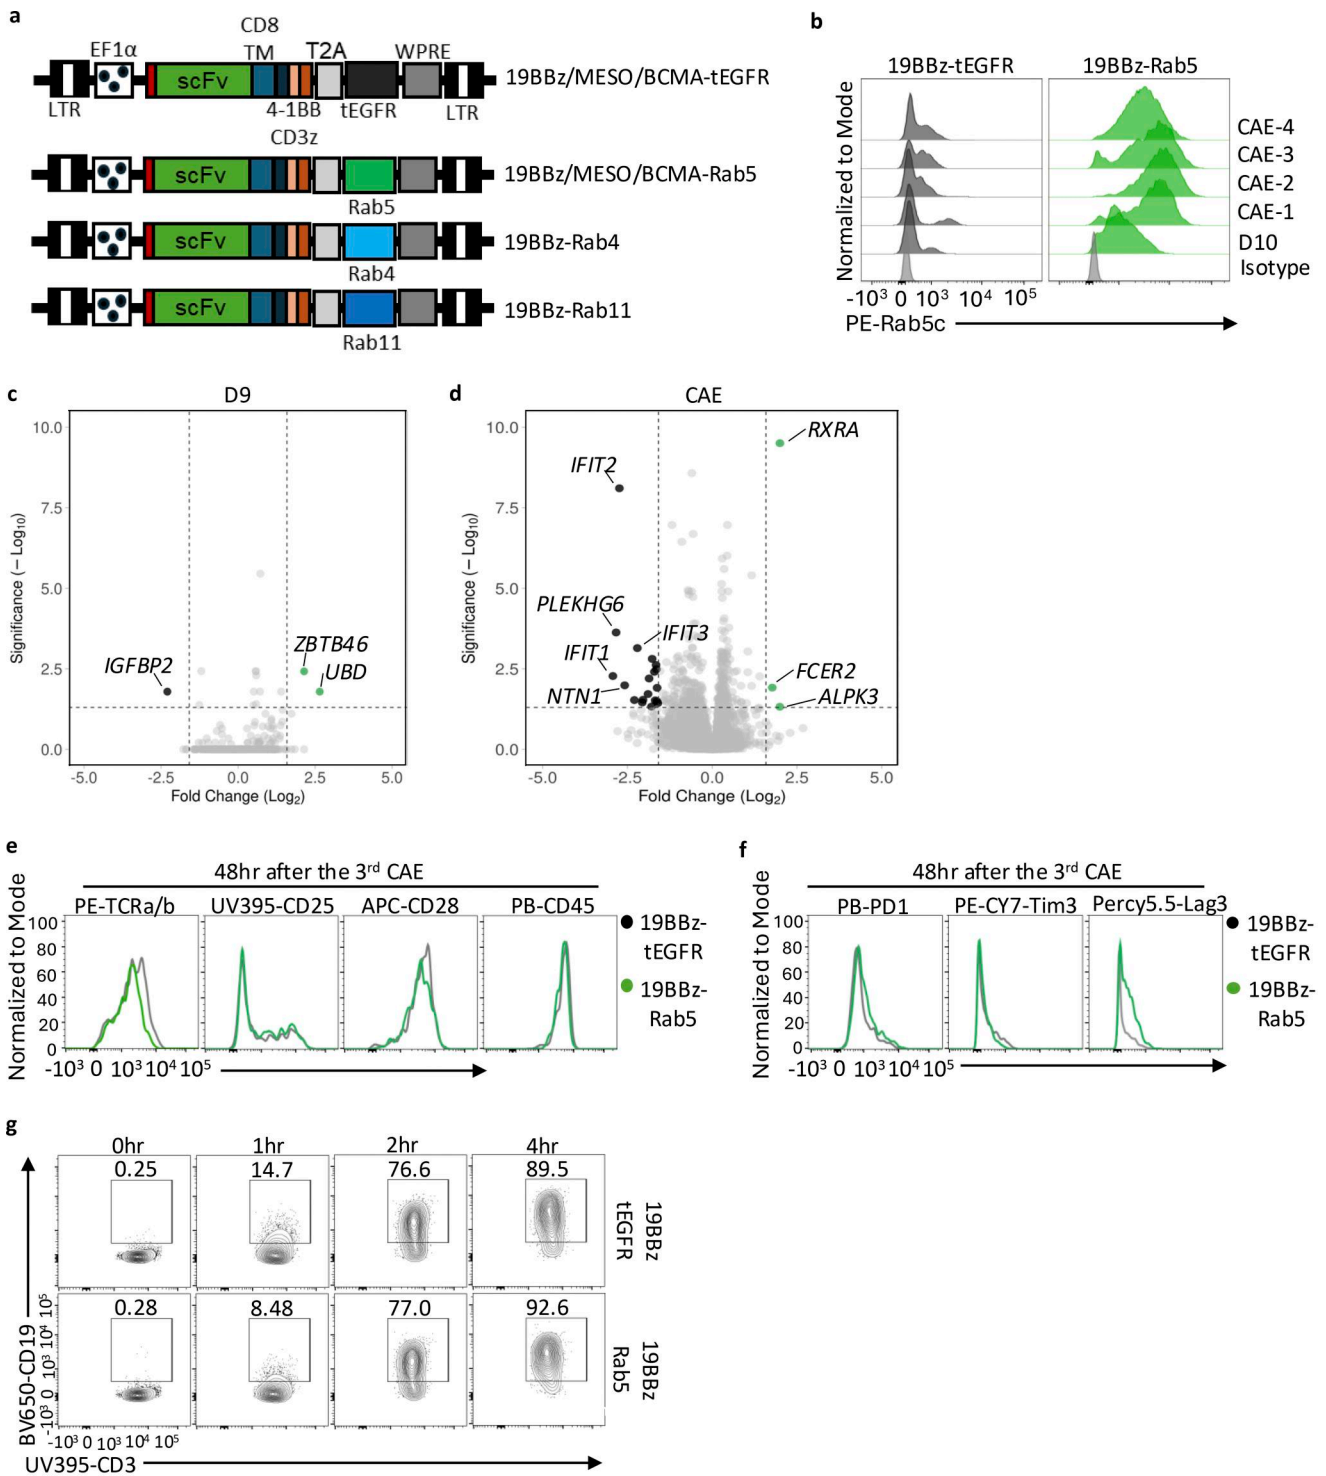 a
CD8
EF1α
TM
T2A
WPRE
scFv
19BBz/MESO/BCMA-tEGFR
LTR
4-1BB
tEGFR
LTR
CD3z
scFv
19BBz/MESO/BCMA-Rab5
Rab5
scFv
19BBz-Rab4
Rab4
scFv
19BBz-Rab11
Rab11
b
19BBz-tEGFR
19BBz-Rab5
Normalized to Mode
CAE-4
CAE-3
CAE-2
CAE-1
D10
Isotype
-10³ 0 10³ 10⁴ 10⁵
PE-Rab5c
c
D9
Significance (− Log₁₀)
10.0
7.5
5.0
2.5
0.0
IGFBP2
ZBTB46
UBD
-5.0 -2.5 0.0 2.5 5.0
Fold Change (Log₂)
d
CAE
Significance (− Log₁₀)
10.0
7.5
5.0
2.5
0.0
RXRA
IFIT2
PLEKHG6
IFIT3
IFIT1
NTN1
FCER2
ALPK3
-5.0 -2.5 0.0 2.5 5.0
Fold Change (Log₂)
e
48hr after the 3rd CAE
PE-TCRa/b
UV395-CD25
APC-CD28
PB-CD45
Normalized to Mode
100
80
60
40
20
0
-10³ 0 10³ 10⁴ 10⁵
19BBz-
tEGFR
19BBz-
Rab5
f
48hr after the 3rd CAE
PB-PD1
PE-CY7-Tim3
Percy5.5-Lag3
Normalized to Mode
100
80
60
40
20
0
-10³ 0 10³ 10⁴ 10⁵
19BBz-
tEGFR
19BBz-
Rab5
g
0hr
1hr
2hr
4hr
0.25
14.7
76.6
89.5
19BBz
tEGFR
0.28
8.48
77.0
92.6
19BBz
Rab5
BV650-CD19
-10³ 0 10³ 10⁴ 10⁵
-10³ 0 10³ 10⁴ 10⁵
UV395-CD3